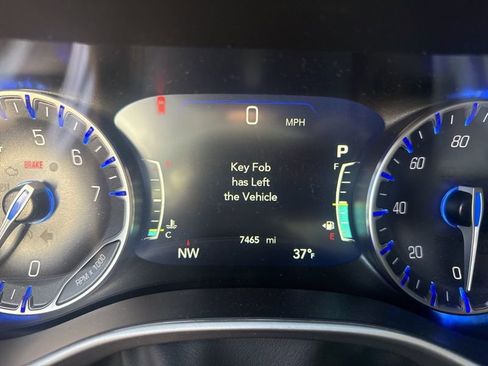 0 MPH
P
5 6
80
BRAKE
7
60
Key Fob
has Left
the Vehicle
H F
40
20
C E
0
0
NW 7465 mi 37°F
RPM x 1000